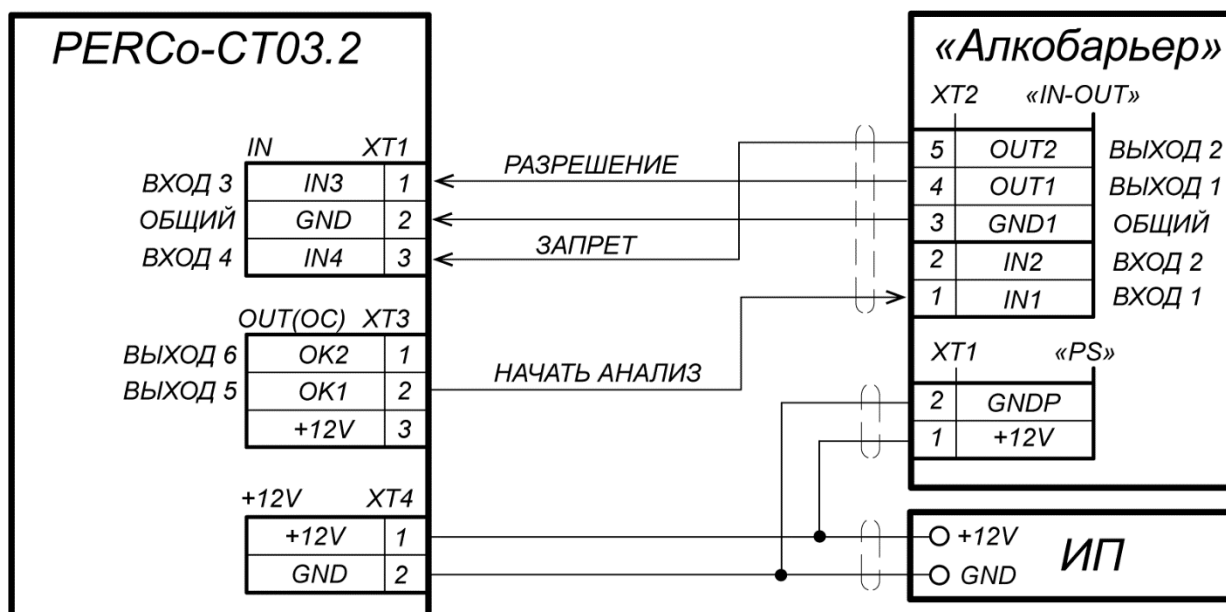 PERCo-CT03.2
IN XT1
ВХОД 3 IN3 1
ОБЩИЙ GND 2
ВХОД 4 IN4 3
OUT(OC) XT3
ВЫХОД 6 OK2 1
ВЫХОД 5 OK1 2
+12V 3
+12V XT4
+12V 1
GND 2
РАЗРЕШЕНИЕ
ЗАПРЕТ
НАЧАТЬ АНАЛИЗ
«Алкобарьер»
XT2 «IN-OUT»
5 OUT2 ВЫХОД 2
4 OUT1 ВЫХОД 1
3 GND1 ОБЩИЙ
2 IN2 ВХОД 2
1 IN1 ВХОД 1
XT1 «PS»
2 GNDP
1 +12V
+12V
GND
ИП